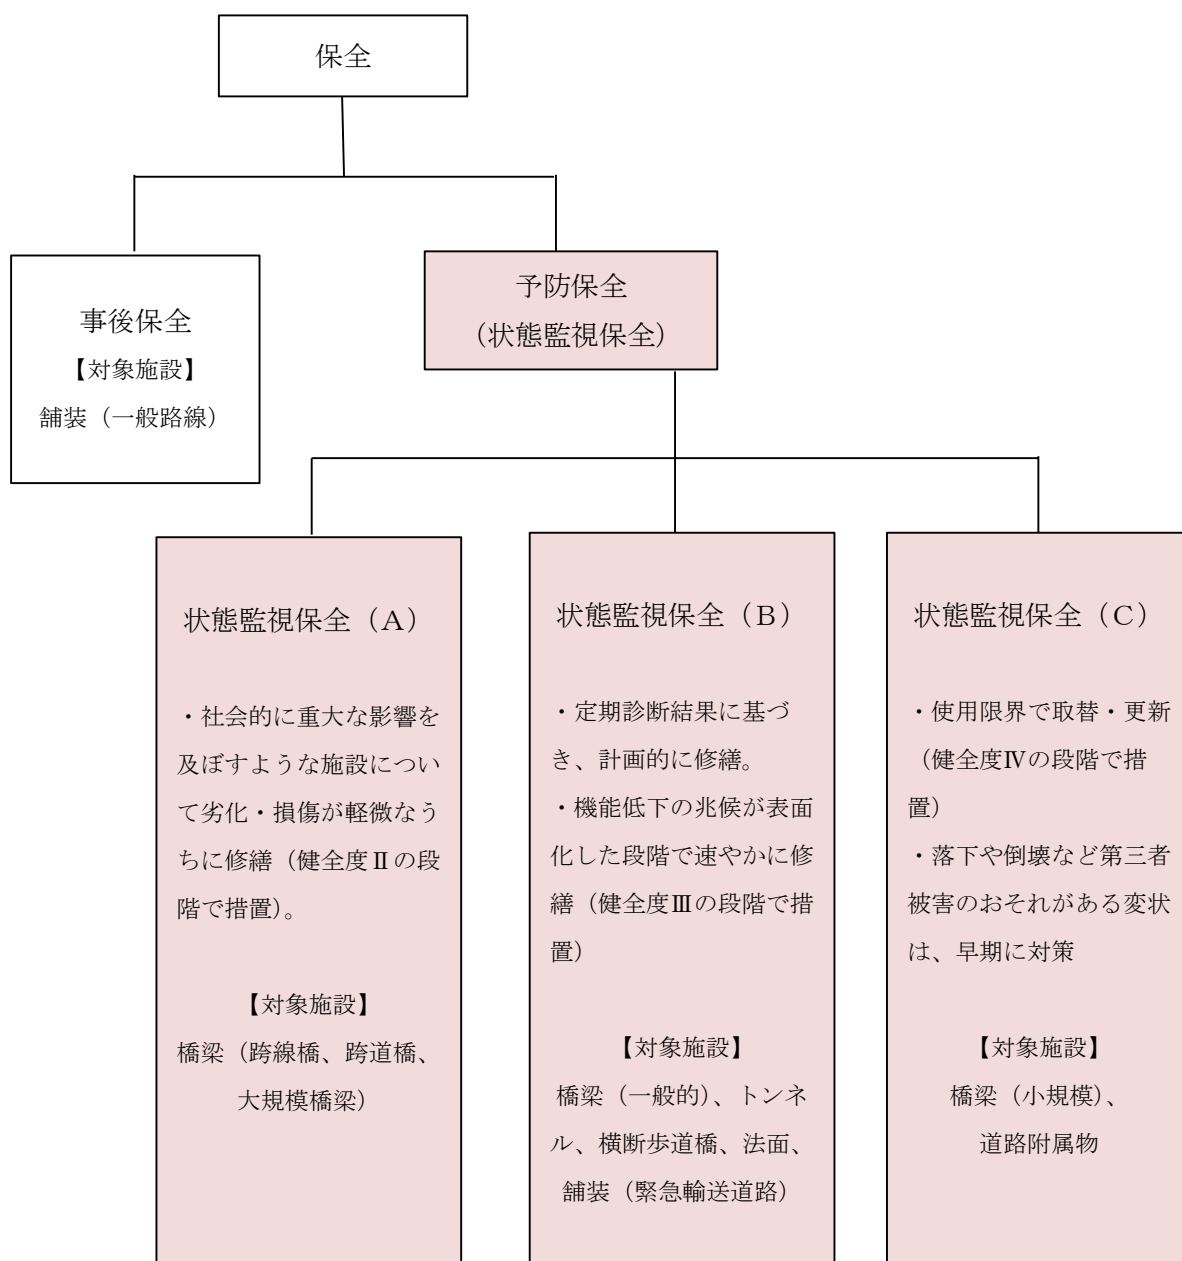 保全
事後保全
【対象施設】
舗装（一般路線）
予防保全
（状態監視保全）
状態監視保全（Ａ）
・社会的に重大な影響を
及ぼすような施設につい
て劣化・損傷が軽微なう
ちに修繕（健全度Ⅱの段
階で措置）。
【対象施設】
橋梁（跨線橋、跨道橋、
大規模橋梁）
状態監視保全（Ｂ）
・定期診断結果に基づ
き、計画的に修繕。
・機能低下の兆候が表面
化した段階で速やかに修
繕（健全度Ⅲの段階で措
置）
【対象施設】
橋梁（一般的）、トンネ
ル、横断歩道橋、法面、
舗装（緊急輸送道路）
状態監視保全（Ｃ）
・使用限界で取替・更新
（健全度Ⅳの段階で措
置）
・落下や倒壊など第三者
被害のおそれがある変状
は、早期に対策
【対象施設】
橋梁（小規模）、
道路附属物